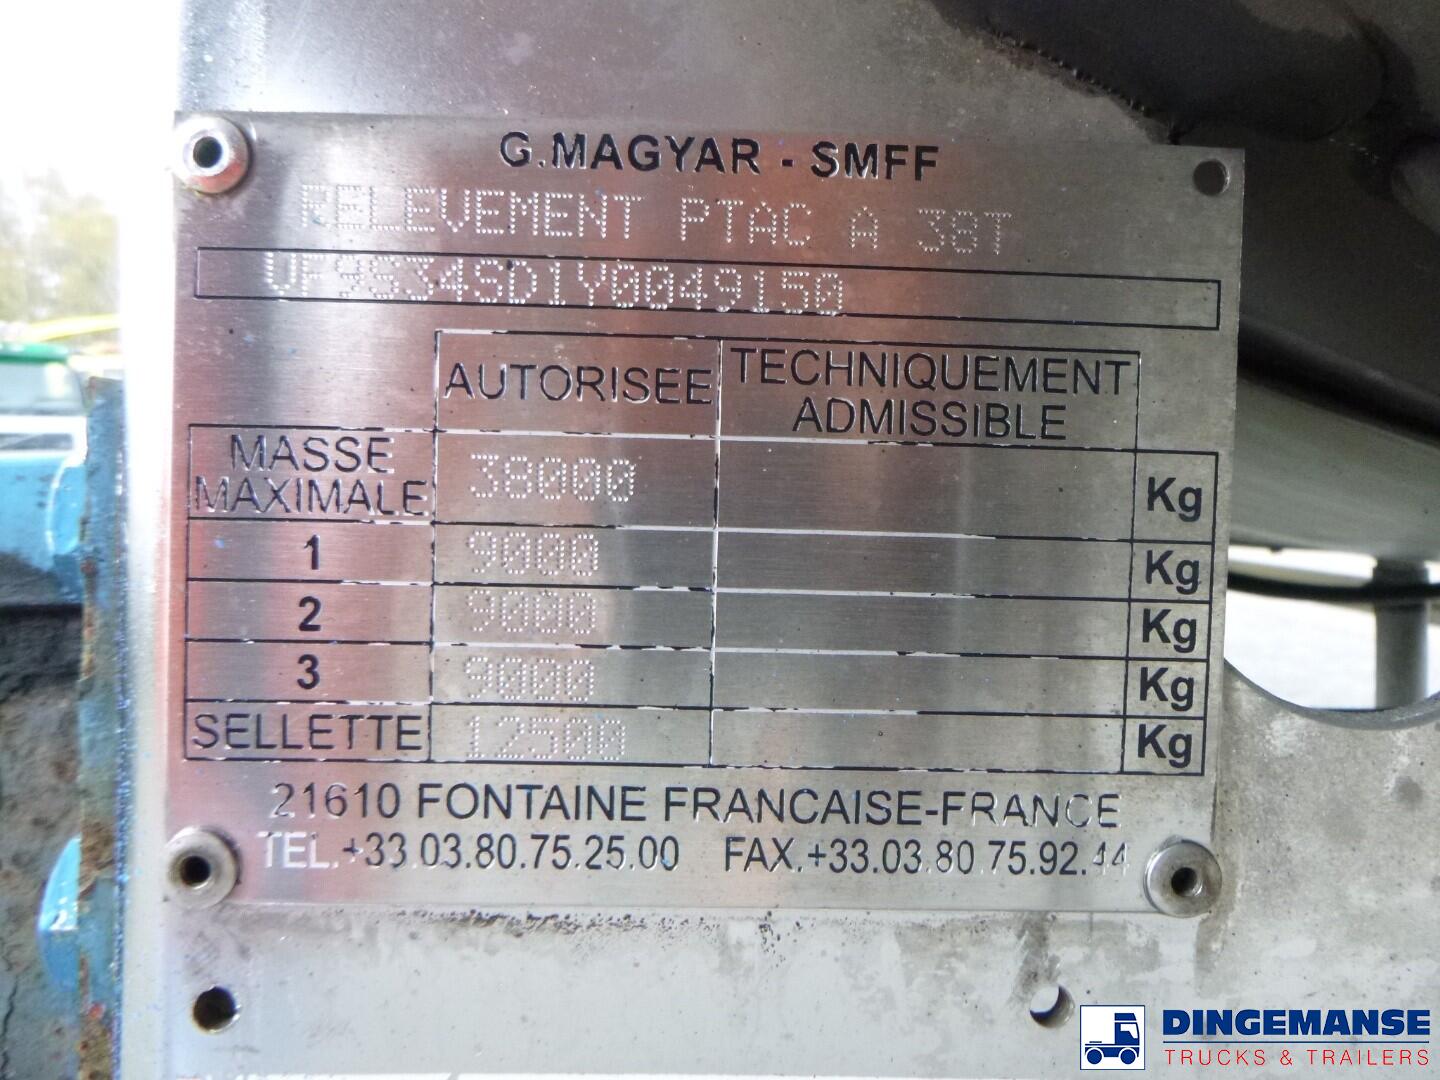 G.MAGYAR - SMFF
RELEVEMENT PTAC A 38T
VF9S34SD1Y0049150
AUTORISEE TECHNIQUEMENT ADMISSIBLE
MASSE MAXIMALE 38000 Kg
1 9000 Kg
2 9000 Kg
3 9000 Kg
SELLETTE 12500 Kg
21610 FONTAINE FRANCAISE-FRANCE
TEL.+33.03.80.75.25.00 FAX.+33.03.80.75.92.44
DINGEMANSE
TRUCKS & TRAILERS